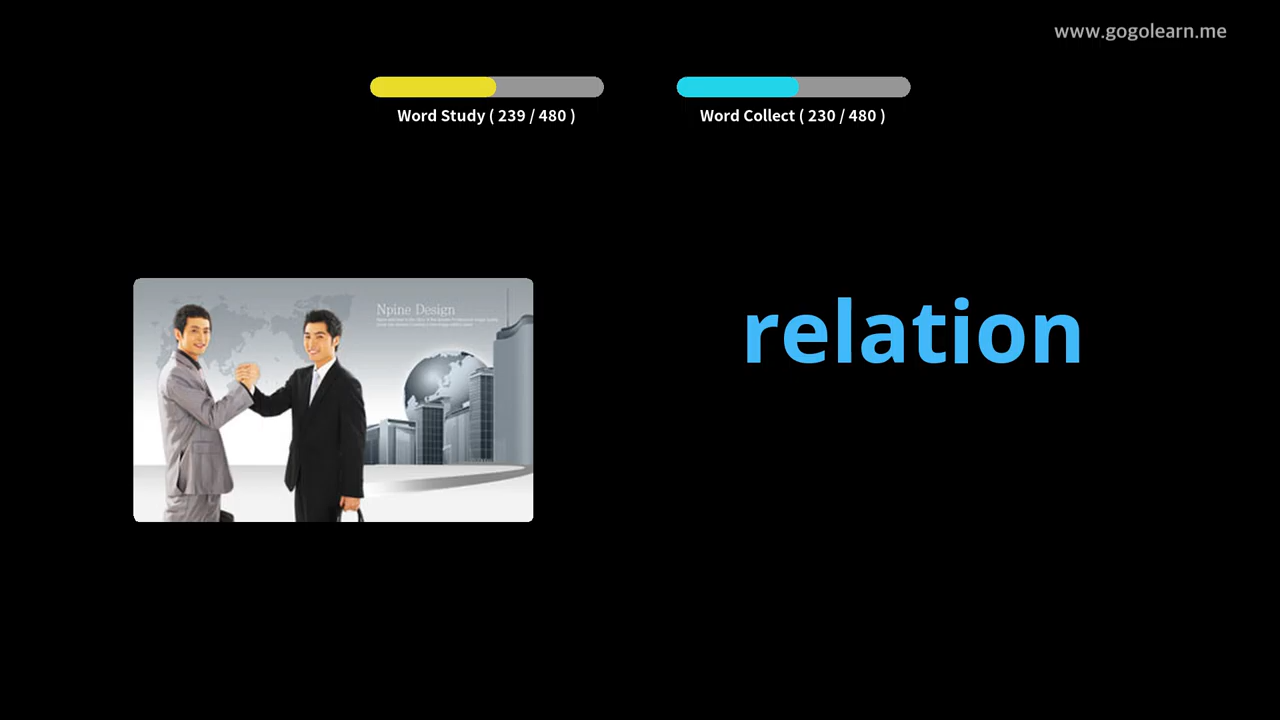 www.gogolearn.me
Word Study ( 239 / 480 )
Word Collect ( 230 / 480 )
Npine Design
relation